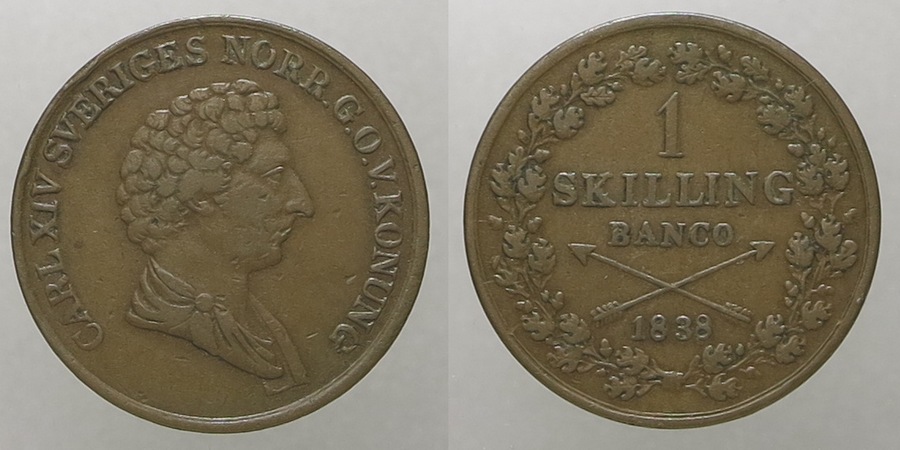 CARL XIV SVERIGES NORR. G. O. V. KONUNG
1
SKILLING
BANCO
1838